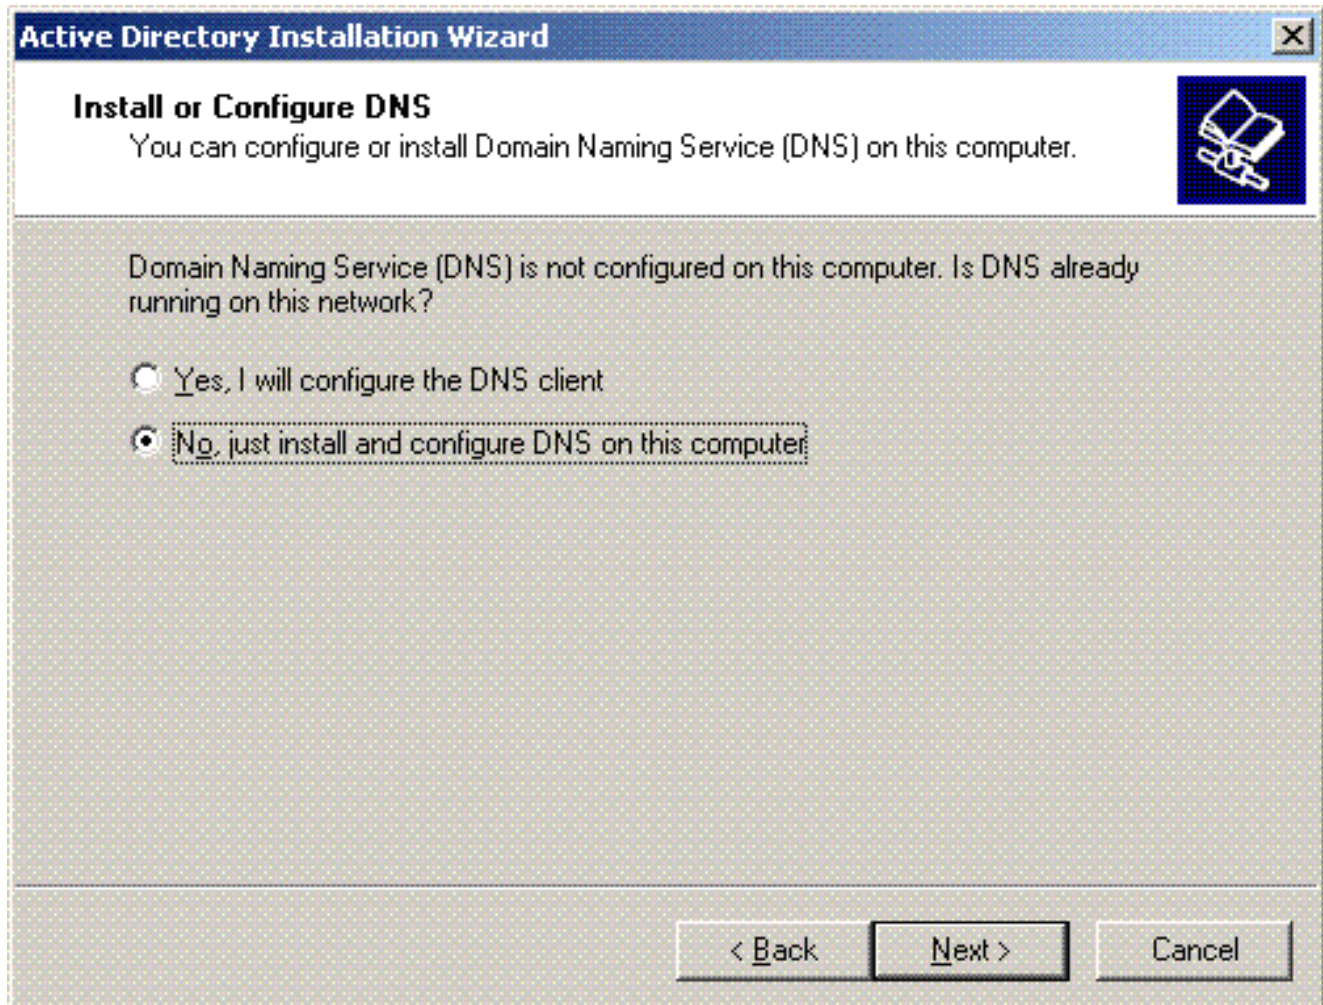 Active Directory Installation Wizard
Install or Configure DNS
You can configure or install Domain Naming Service (DNS) on this computer.
Domain Naming Service (DNS) is not configured on this computer. Is DNS already
running on this network?
Yes, I will configure the DNS client
No, just install and configure DNS on this computer
< Back
Next >
Cancel